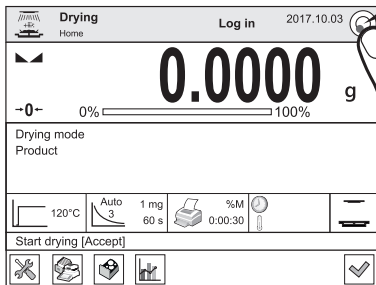 Drying
Log in
2017.10.03
Home
0.0000 g
→0←
0% 100%
Drying mode
Product
120°C
Auto
3
1 mg
60 s
%M
0:00:30
Start drying [Accept]